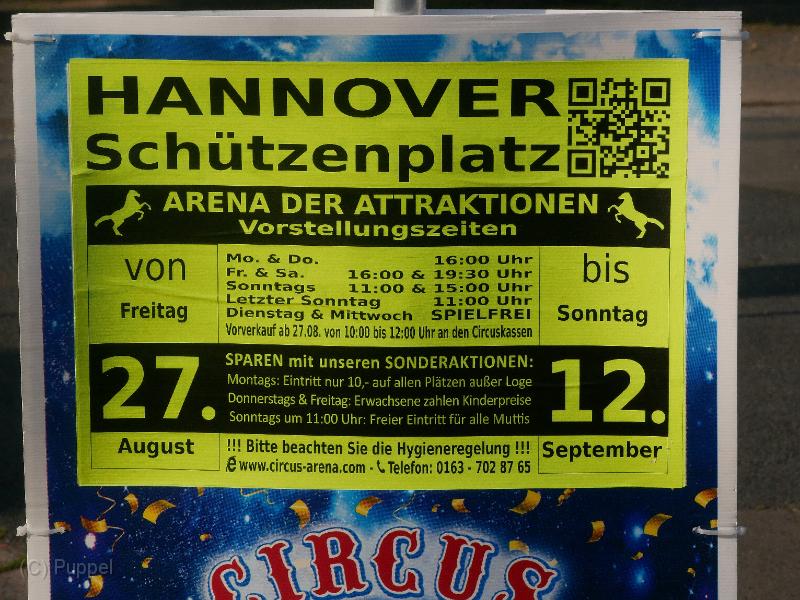 HANNOVER
Schützenplatz
ARENA DER ATTRAKTIONEN
Vorstellungszeiten
von
Freitag
27.
August
Mo. & Do. 16:00 Uhr
Fr. & Sa. 16:00 & 19:30 Uhr
Sonntags 11:00 & 15:00 Uhr
Letzter Sonntag 11:00 Uhr
Dienstag & Mittwoch SPIELFREI
Vorverkauf ab 27.08. von 10:00 bis 12:00 Uhr an den Circuskassen
SPAREN mit unseren SONDERAKTIONEN:
Montags: Eintritt nur 10,- auf allen Plätzen außer Loge
Donnerstags & Freitag: Erwachsene zahlen Kinderpreise
Sonntags um 11:00 Uhr: Freier Eintritt für alle Muttis
!!! Bitte beachten Sie die Hygieneregelung !!!
www.circus-arena.com - Telefon: 0163 - 702 87 65
bis
Sonntag
12.
September
CIRCUS
(C) Puppel